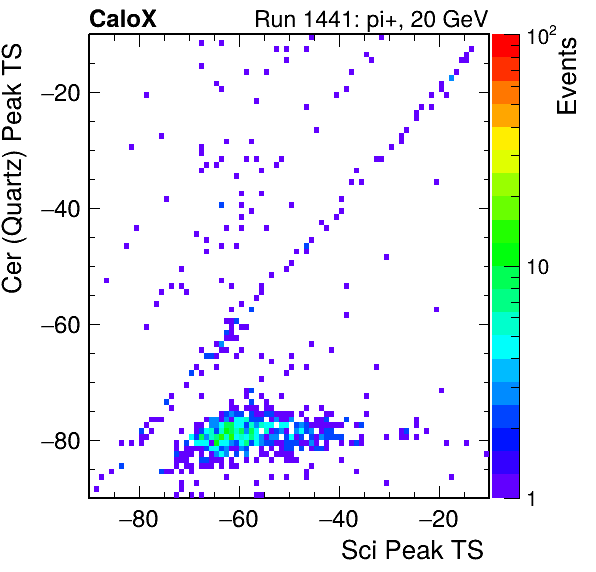 CaloX Run 1441: pi+, 20 GeV
Cer (Quartz) Peak TS
−20
−40
−60
−80
−80 −60 −40 −20
Sci Peak TS
10²
10
1
Events